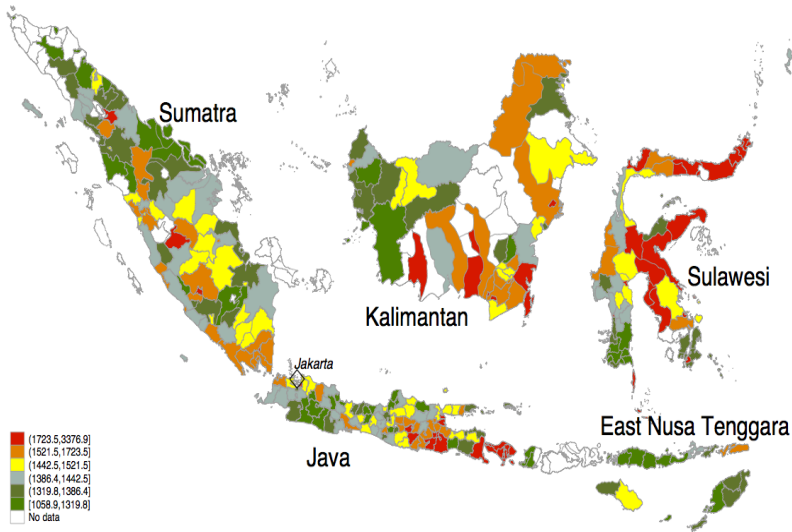 Sumatra
Kalimantan
Sulawesi
Jakarta
Java
East Nusa Tenggara
(1723.5,3376.9]
(1521.5,1723.5]
(1442.5,1521.5]
(1386.4,1442.5]
(1319.8,1386.4]
[1058.9,1319.8]
No data